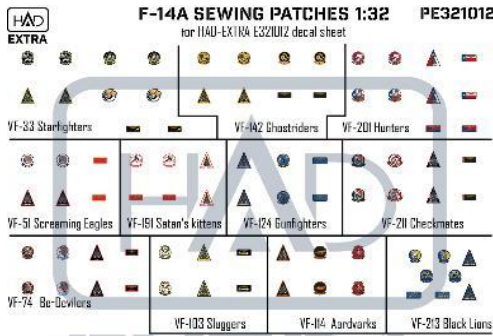 HAD
EXTRA
F-14A SEWING PATCHES 1:32
PE321012
for HAD-EXTRA E321012 decal sheet
VF-33 Starfighters
VF-142 Ghostriders
VF-201 Hunters
VF-51 Screaming Eagles
VF-191 Satan's kittens
VF-124 Gunfighters
VF-211 Checkmates
VF-74 Be-Devilers
VF-103 Sluggers
VF-114 Aardvarks
VF-213 Black Lions
HAD